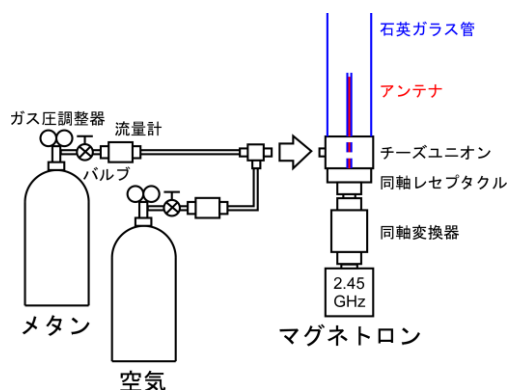 石英ガラス管
アンテナ
ガス圧調整器
流量計
バルブ
チーズユニオン
同軸レセプタクル
同軸変換器
2.45
GHz
メタン
マグネトロン
空気